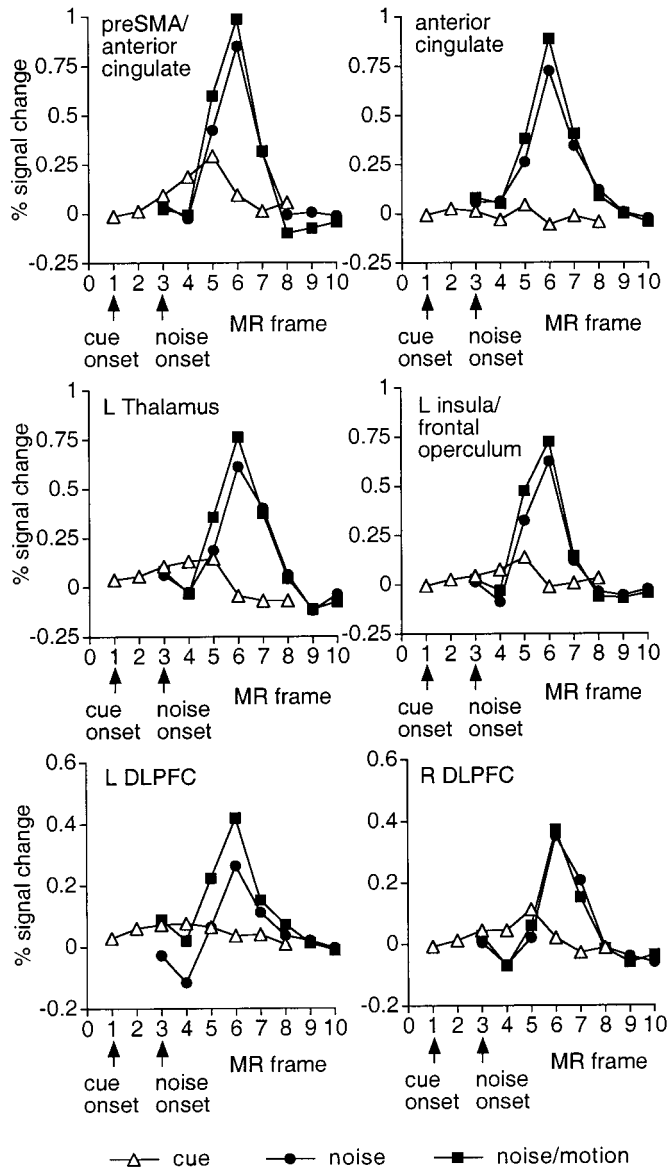 preSMA/
anterior
cingulate
1
0.75
0.5
0.25
0
-0.25
% signal change
0 1 2 3 4 5 6 7 8 9 10
cue
onset
noise
onset
MR frame
anterior
cingulate
1
0.75
0.5
0.25
0
-0.25
0 1 2 3 4 5 6 7 8 9 10
cue
onset
noise
onset
MR frame
L Thalamus
1
0.75
0.5
0.25
0
-0.25
% signal change
0 1 2 3 4 5 6 7 8 9 10
cue
onset
noise
onset
MR frame
L insula/
frontal
operculum
1
0.75
0.5
0.25
0
-0.25
0 1 2 3 4 5 6 7 8 9 10
cue
onset
noise
onset
MR frame
L DLPFC
0.6
0.4
0.2
0
-0.2
% signal change
0 1 2 3 4 5 6 7 8 9 10
cue
onset
noise
onset
MR frame
R DLPFC
0.6
0.4
0.2
0
-0.2
0 1 2 3 4 5 6 7 8 9 10
cue
onset
noise
onset
MR frame
cue noise noise/motion